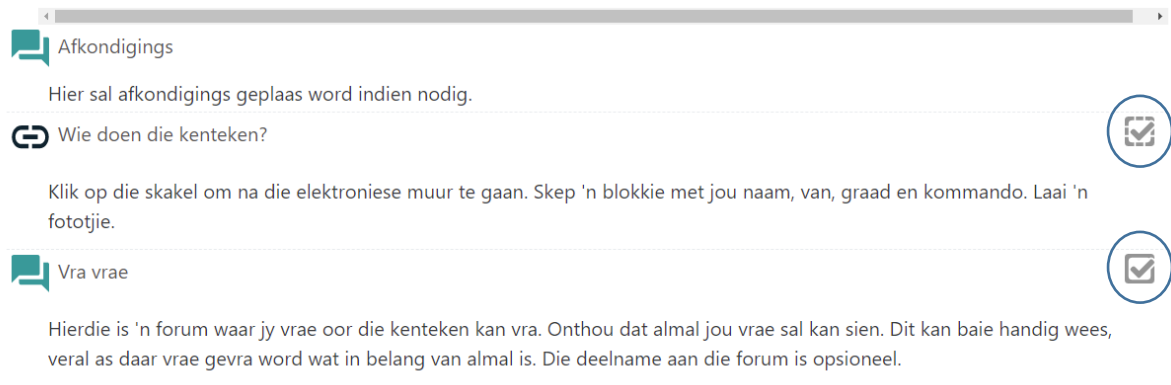 Afkondigings
Hier sal afkondigings geplaas word indien nodig.
Wie doen die kenteken?
Klik op die skakel om na die elektroniese muur te gaan. Skep 'n blokkie met jou naam, van, graad en kommando. Laai 'n
fototjie.
Vra vrae
Hierdie is 'n forum waar jy vrae oor die kenteken kan vra. Onthou dat almal jou vrae sal kan sien. Dit kan baie handig wees,
veral as daar vrae gevra word wat in belang van almal is. Die deelname aan die forum is opsioneel.